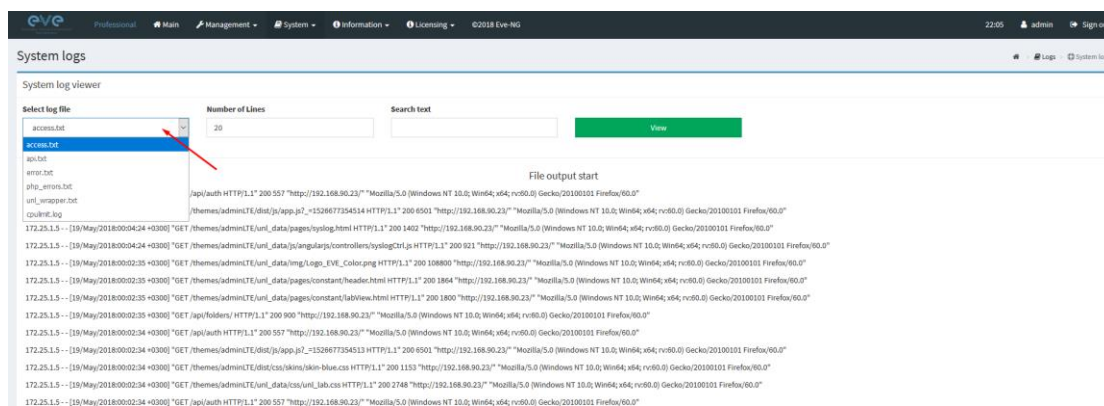 eve Professional Main Management System Information Licensing ©2018 Eve-NG 22:05 admin Sign o
System logs Logs System lo
System log viewer
Select log file Number of Lines Search text
access.txt 20 View
access.txt
api.txt
error.txt File output start
php_errors.txt /api/auth HTTP/1.1" 200 557 "http://192.168.90.23/" "Mozilla/5.0 (Windows NT 10.0; Win64; x64; rv:60.0) Gecko/20100101 Firefox/60.0"
unl_wrapper.txt
cpulimit.log /themes/adminLTE/dist/js/app.js?_=1526677354514 HTTP/1.1" 200 6501 "http://192.168.90.23/" "Mozilla/5.0 (Windows NT 10.0; Win64; x64; rv:60.0) Gecko/20100101 Firefox/60.0"
172.25.1.5 - - [19/May/2018:00:04:24 +0300] "GET /themes/adminLTE/unl_data/pages/syslog.html HTTP/1.1" 200 1402 "http://192.168.90.23/" "Mozilla/5.0 (Windows NT 10.0; Win64; x64; rv:60.0) Gecko/20100101 Firefox/60.0"
172.25.1.5 - - [19/May/2018:00:04:24 +0300] "GET /themes/adminLTE/unl_data/js/angularjs/controllers/syslogCtrl.js HTTP/1.1" 200 921 "http://192.168.90.23/" "Mozilla/5.0 (Windows NT 10.0; Win64; x64; rv:60.0) Gecko/20100101 Firefox/60.0"
172.25.1.5 - - [19/May/2018:00:02:35 +0300] "GET /themes/adminLTE/unl_data/img/Logo_EVE_Color.png HTTP/1.1" 200 108800 "http://192.168.90.23/" "Mozilla/5.0 (Windows NT 10.0; Win64; x64; rv:60.0) Gecko/20100101 Firefox/60.0"
172.25.1.5 - - [19/May/2018:00:02:35 +0300] "GET /themes/adminLTE/unl_data/pages/constant/header.html HTTP/1.1" 200 1864 "http://192.168.90.23/" "Mozilla/5.0 (Windows NT 10.0; Win64; x64; rv:60.0) Gecko/20100101 Firefox/60.0"
172.25.1.5 - - [19/May/2018:00:02:35 +0300] "GET /themes/adminLTE/unl_data/pages/constant/labView.html HTTP/1.1" 200 1800 "http://192.168.90.23/" "Mozilla/5.0 (Windows NT 10.0; Win64; x64; rv:60.0) Gecko/20100101 Firefox/60.0"
172.25.1.5 - - [19/May/2018:00:02:35 +0300] "GET /api/folders/ HTTP/1.1" 200 900 "http://192.168.90.23/" "Mozilla/5.0 (Windows NT 10.0; Win64; x64; rv:60.0) Gecko/20100101 Firefox/60.0"
172.25.1.5 - - [19/May/2018:00:02:34 +0300] "GET /api/auth HTTP/1.1" 200 557 "http://192.168.90.23/" "Mozilla/5.0 (Windows NT 10.0; Win64; x64; rv:60.0) Gecko/20100101 Firefox/60.0"
172.25.1.5 - - [19/May/2018:00:02:34 +0300] "GET /themes/adminLTE/dist/js/app.js?_=1526677354513 HTTP/1.1" 200 6501 "http://192.168.90.23/" "Mozilla/5.0 (Windows NT 10.0; Win64; x64; rv:60.0) Gecko/20100101 Firefox/60.0"
172.25.1.5 - - [19/May/2018:00:02:34 +0300] "GET /themes/adminLTE/dist/css/skins/skin-blue.css HTTP/1.1" 200 1153 "http://192.168.90.23/" "Mozilla/5.0 (Windows NT 10.0; Win64; x64; rv:60.0) Gecko/20100101 Firefox/60.0"
172.25.1.5 - - [19/May/2018:00:02:34 +0300] "GET /themes/adminLTE/unl_data/css/unl_lab.css HTTP/1.1" 200 2748 "http://192.168.90.23/" "Mozilla/5.0 (Windows NT 10.0; Win64; x64; rv:60.0) Gecko/20100101 Firefox/60.0"
172.25.1.5 - - [19/May/2018:00:02:34 +0300] "GET /api/auth HTTP/1.1" 200 557 "http://192.168.90.23/" "Mozilla/5.0 (Windows NT 10.0; Win64; x64; rv:60.0) Gecko/20100101 Firefox/60.0"